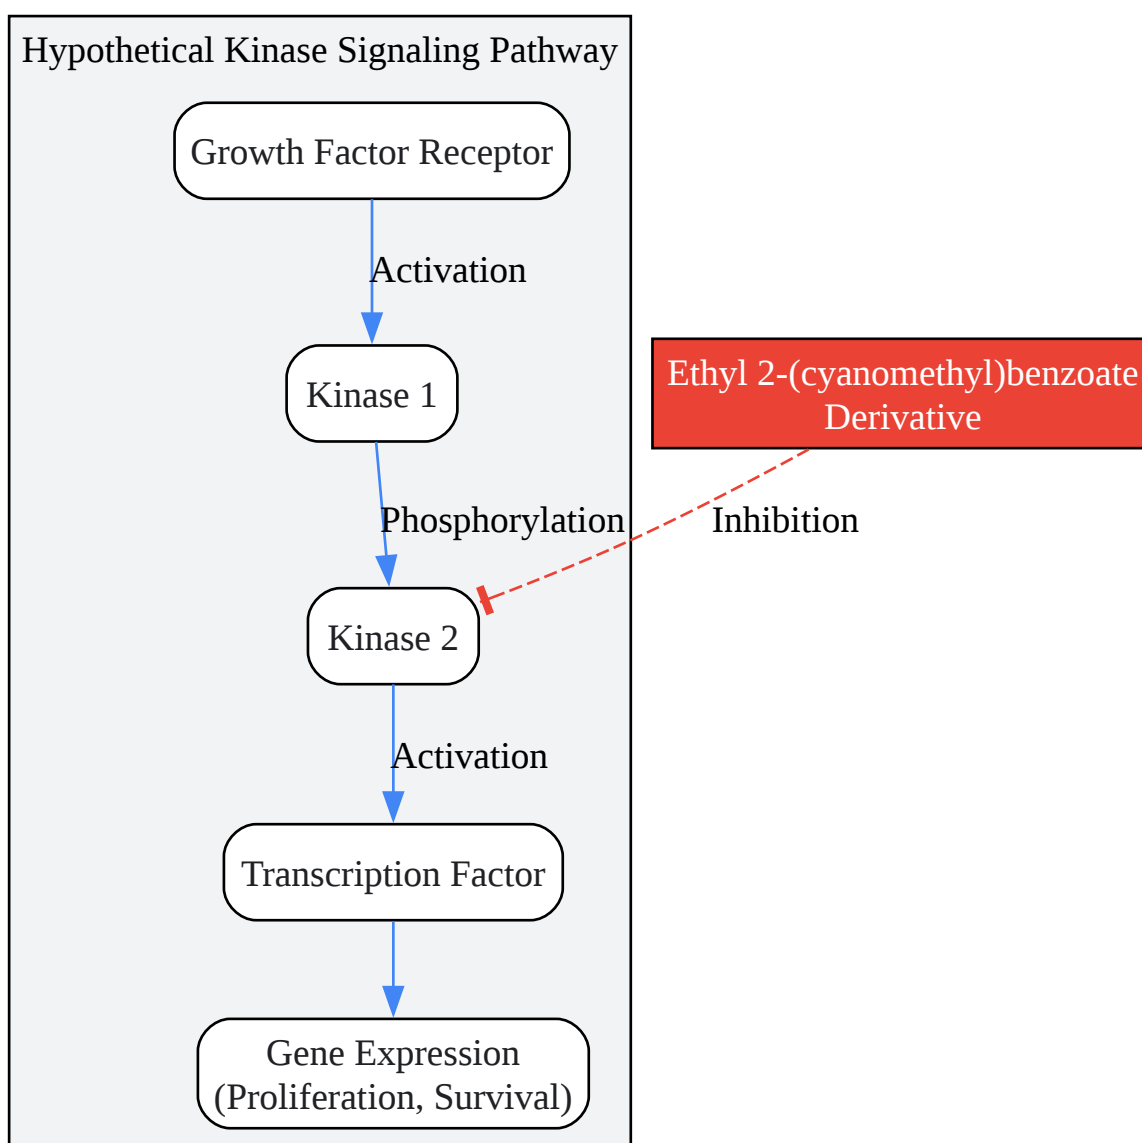 Hypothetical Kinase Signaling Pathway
Growth Factor Receptor
Activation
Kinase 1
Ethyl 2-(cyanomethyl)benzoate
Derivative
Phosphorylation
Inhibition
Kinase 2
Activation
Transcription Factor
Gene Expression
(Proliferation, Survival)